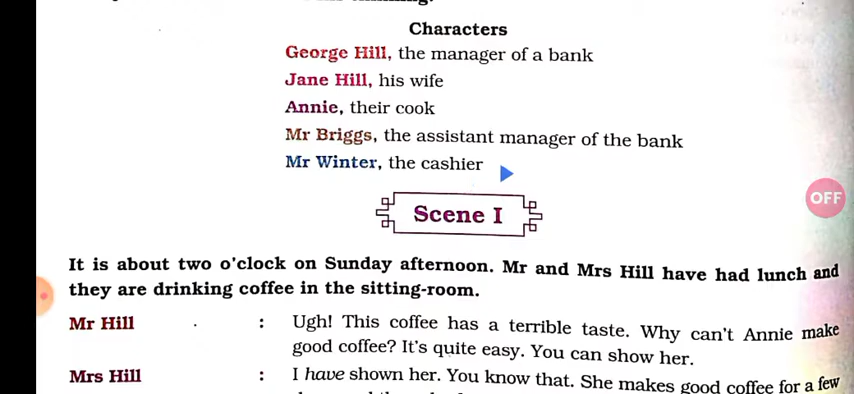 Characters
George Hill, the manager of a bank
Jane Hill, his wife
Annie, their cook
Mr Briggs, the assistant manager of the bank
Mr Winter, the cashier
OFF
Scene I
It is about two o'clock on Sunday afternoon. Mr and Mrs Hill have had lunch and
they are drinking coffee in the sitting-room.
Mr Hill : Ugh! This coffee has a terrible taste. Why can't Annie make
good coffee? It's quite easy. You can show her.
Mrs Hill : I have shown her. You know that. She makes good coffee for a few